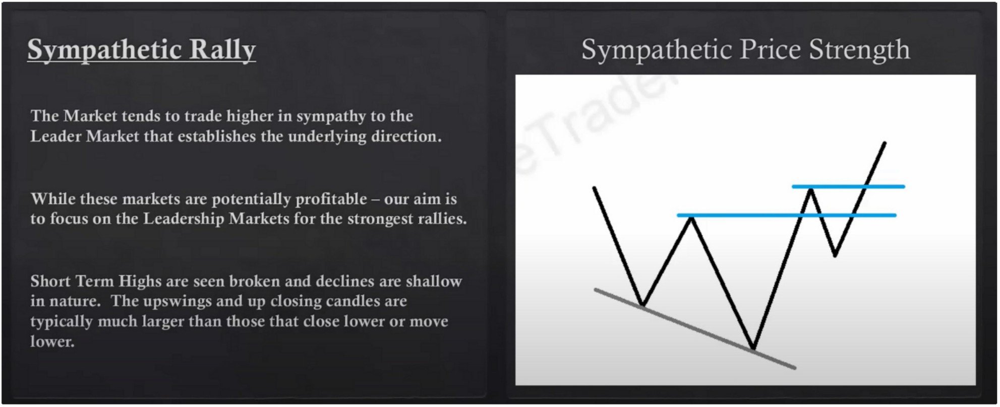 Sympathetic Rally
The Market tends to trade higher in sympathy to the
Leader Market that establishes the underlying direction.
While these markets are potentially profitable – our aim is
to focus on the Leadership Markets for the strongest rallies.
Short Term Highs are seen broken and declines are shallow
in nature.  The upswings and up closing candles are
typically much larger than those that close lower or move
lower.
Sympathetic Price Strength
eTrader